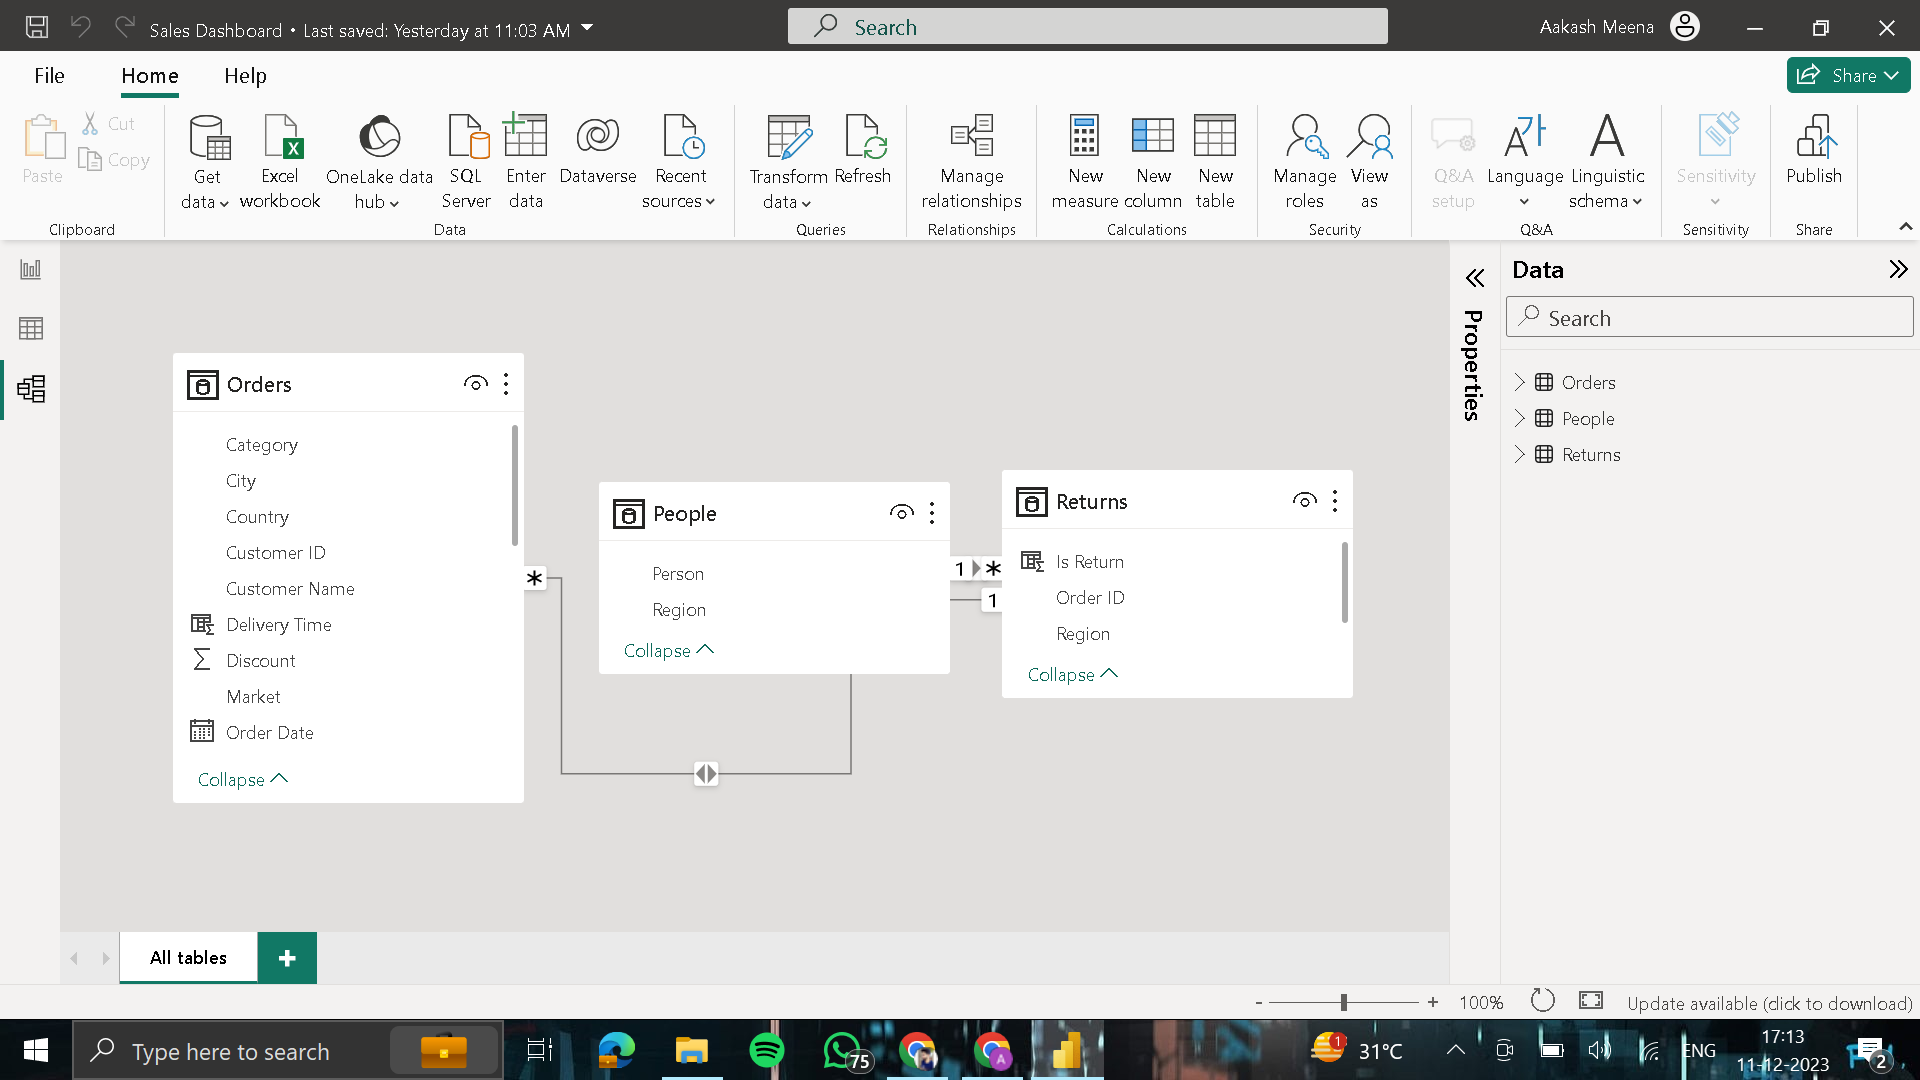 Sales Dashboard • Last saved: Yesterday at 11:03 AM
Search
Aakash Meena
File
Home
Help
Share
Paste
Cut
Copy
Clipboard
Get
data
Excel
workbook
OneLake data
hub
SQL
Server
Enter
data
Dataverse
Recent
sources
Data
Transform
data
Refresh
Queries
Manage
relationships
Relationships
New
measure
New
column
New
table
Calculations
Manage
roles
View
as
Security
Q&A
setup
Language
Linguistic
schema
Q&A
Sensitivity
Sensitivity
Publish
Share
Orders
Category
City
Country
Customer ID
Customer Name
Delivery Time
Discount
Market
Order Date
Collapse
*
People
Person
Region
Collapse
1
*
1
Returns
Is Return
Order ID
Region
Collapse
Properties
Data
Search
Orders
People
Returns
All tables
+
- + 100%
Update available (click to download)
Type here to search
75
A
1
31°C
ENG
17:13
11-12-2023
2